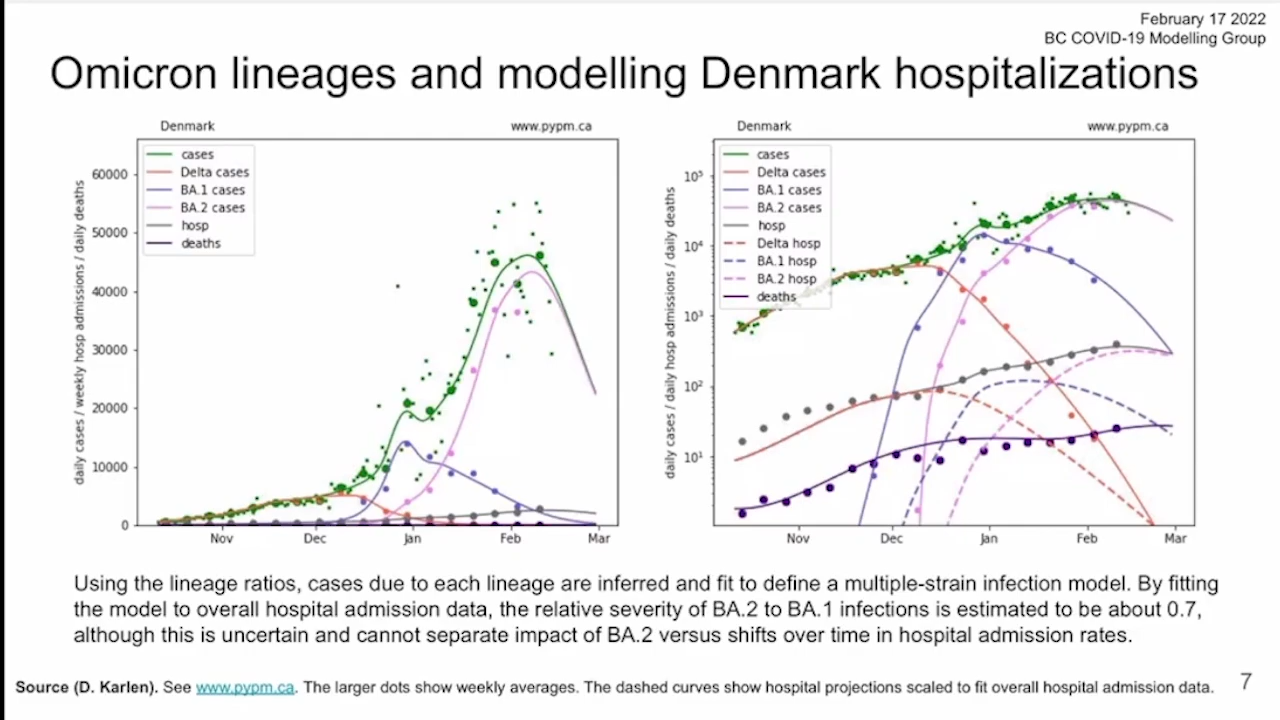 February 17 2022
BC COVID-19 Modelling Group
Omicron lineages and modelling Denmark hospitalizations
Denmark
www.pypm.ca
daily cases / weekly hosp admissions / daily deaths
cases
Delta cases
BA.1 cases
BA.2 cases
hosp
deaths
60000
50000
40000
30000
20000
10000
0
Nov
Dec
Jan
Feb
Mar
Denmark
www.pypm.ca
daily cases / daily hosp admissions / daily deaths
cases
Delta cases
BA.1 cases
BA.2 cases
hosp
Delta hosp
BA.1 hosp
BA.2 hosp
deaths
10⁵
10⁴
10³
10²
10¹
Nov
Dec
Jan
Feb
Mar
Using the lineage ratios, cases due to each lineage are inferred and fit to define a multiple-strain infection model. By fitting
the model to overall hospital admission data, the relative severity of BA.2 to BA.1 infections is estimated to be about 0.7,
although this is uncertain and cannot separate impact of BA.2 versus shifts over time in hospital admission rates.
Source (D. Karlen). See www.pypm.ca. The larger dots show weekly averages. The dashed curves show hospital projections scaled to fit overall hospital admission data.
7